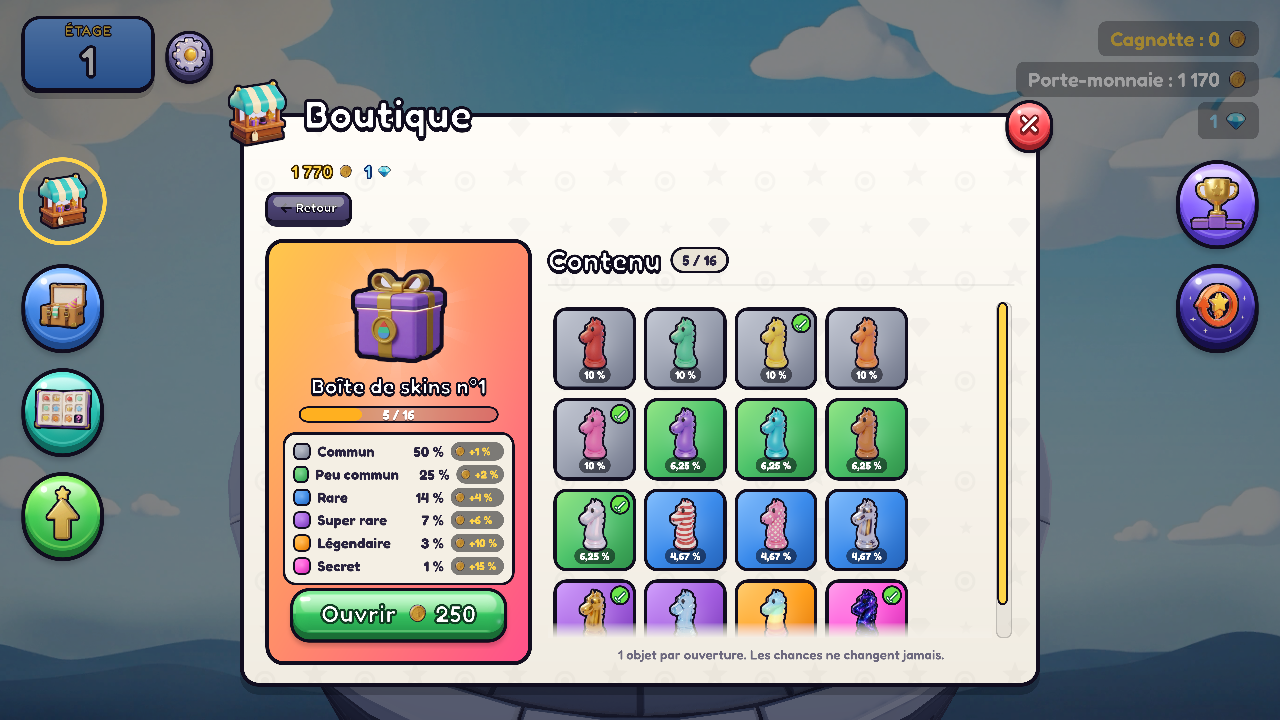 ÉTAGE
1
Cagnotte : 0
Porte-monnaie : 1 170
1
Boutique
1 770 1
← Retour
Boîte de skins n°1
5 / 16
Commun 50 % +1 %
Peu commun 25 % +2 %
Rare 14 % +4 %
Super rare 7 % +6 %
Légendaire 3 % +10 %
Secret 1 % +15 %
Ouvrir 250
Contenu 5 / 16
10 % 10 % 10 % 10 %
10 % 6,25 % 6,25 % 6,25 %
6,25 % 4,67 % 4,67 % 4,67 %
1 objet par ouverture. Les chances ne changent jamais.